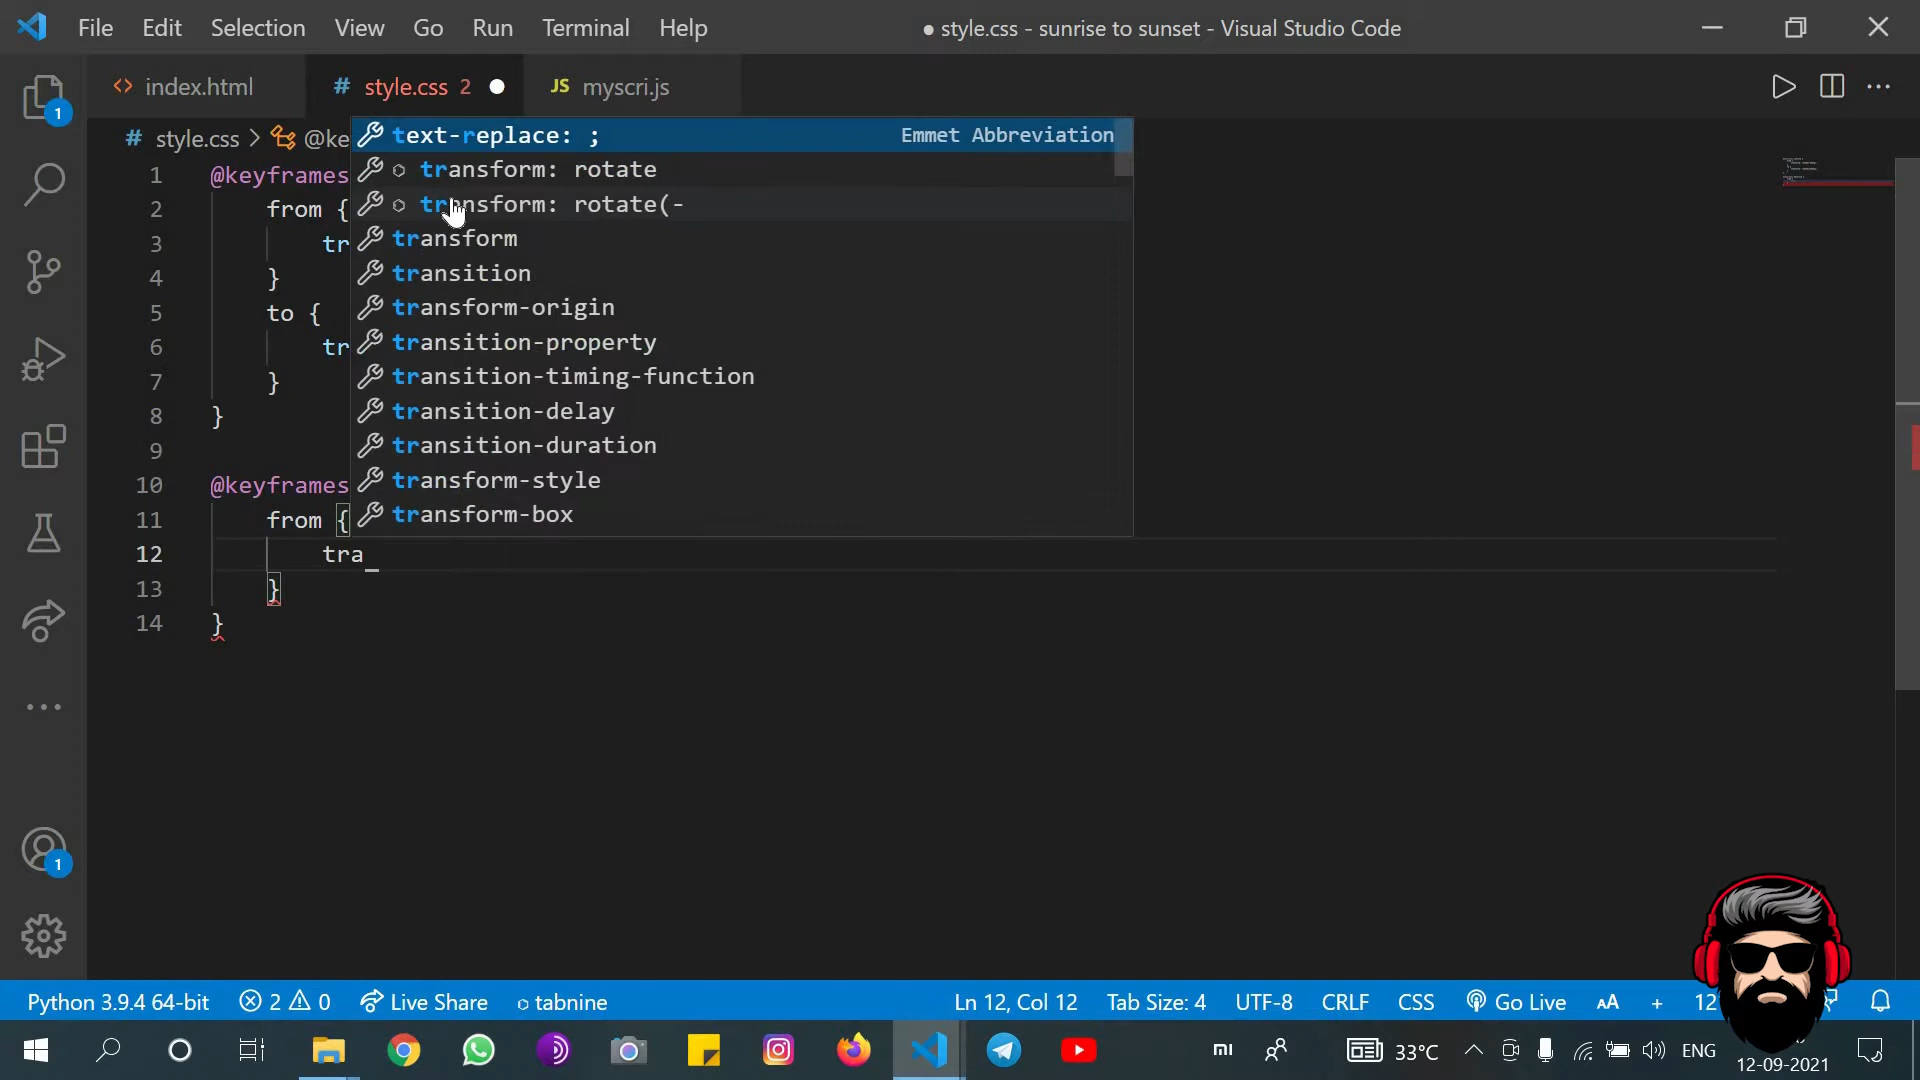 File Edit Selection View Go Run Terminal Help ● style.css - sunrise to sunset - Visual Studio Code
<> index.html # style.css 2 ● JS myscri.js
1
# style.css > @ke
text-replace: ; Emmet Abbreviation
1 @keyframes
transform: rotate
2 from {
transform: rotate(-
3 tr
transform
4 }
transition
5 to {
transform-origin
6 tr
transition-property
7 }
transition-timing-function
8 }
transition-delay
9
transition-duration
10 @keyframes
transform-style
11 from {
transform-box
12 tra
13 }
14 }
1
Python 3.9.4 64-bit 2 0 Live Share tabnine Ln 12, Col 12 Tab Size: 4 UTF-8 CRLF CSS Go Live AA + 12
mı 33°C ENG
12-09-2021